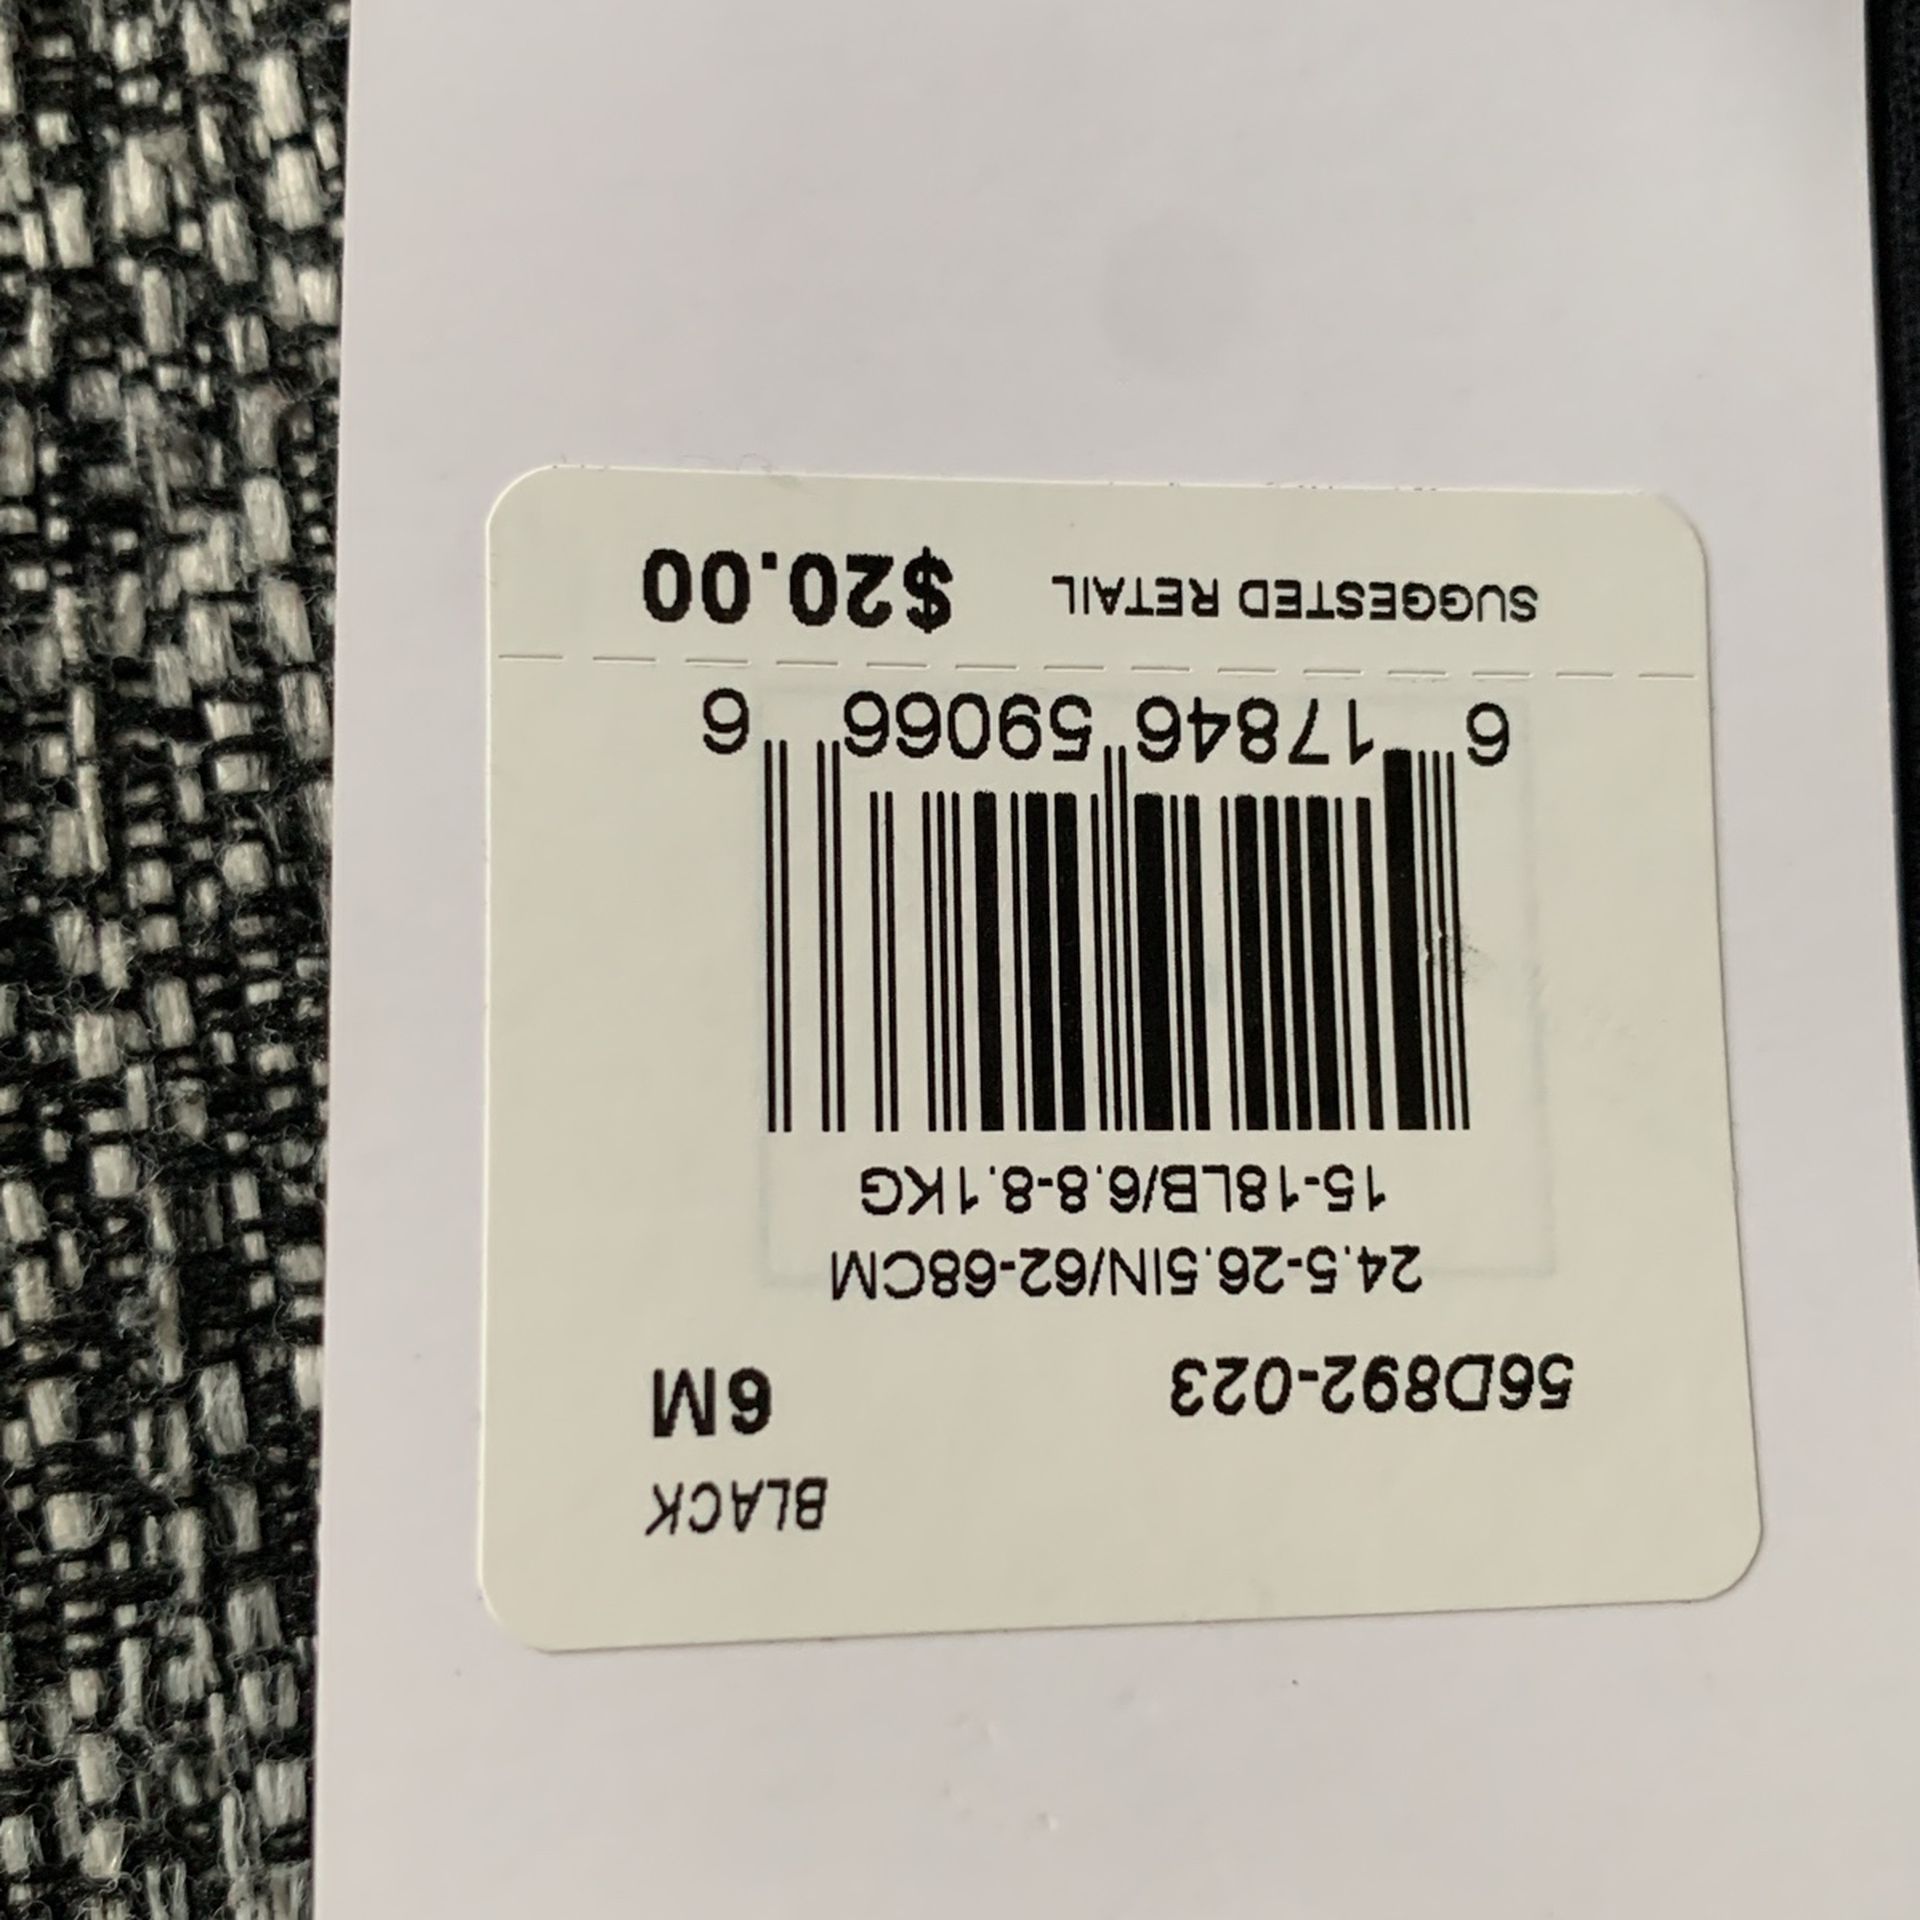 BLACK
56D892-023 6M
24.5-26.5IN/62-68CM
15-18LB/6.8-8.1KG
6 17846 59066 6
SUGGESTED RETAIL $20.00